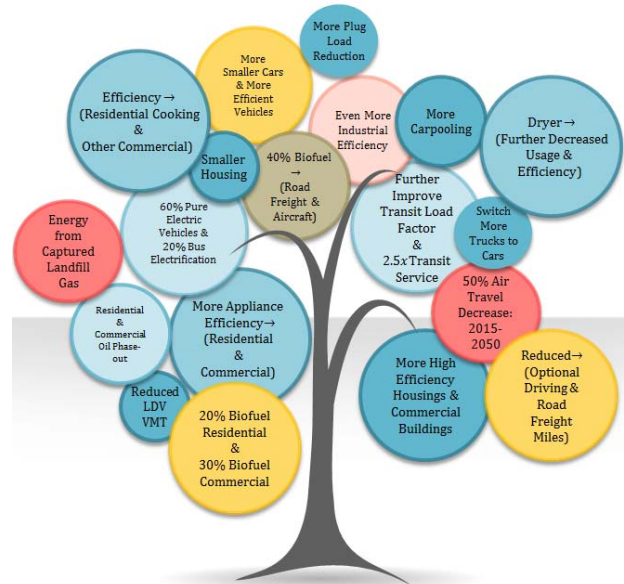 More Plug
Load
Reduction
More
Smaller Cars
& More
Efficient
Vehicles
Efficiency→
(Residential Cooking
&
Other Commercial)
Even More
Industrial
Efficiency
More
Carpooling
Dryer→
(Further Decreased
Usage &
Efficiency)
Smaller
Housing
40% Biofuel
→
(Road
Freight &
Aircraft)
Further
Improve
Transit Load
Factor
&
2.5x Transit
Service
Switch
More
Trucks to
Cars
60% Pure
Electric
Vehicles &
20% Bus
Electrification
Energy
from
Captured
Landfill
Gas
50% Air
Travel
Decrease:
2015-
2050
Residential
&
Commercial
Oil Phase-
out
More Appliance
Efficiency→
(Residential
&
Commercial)
More High
Efficiency
Housings &
Commercial
Buildings
Reduced→
(Optional
Driving &
Road
Freight
Miles)
Reduced
LDV
VMT
20% Biofuel
Residential
&
30% Biofuel
Commercial